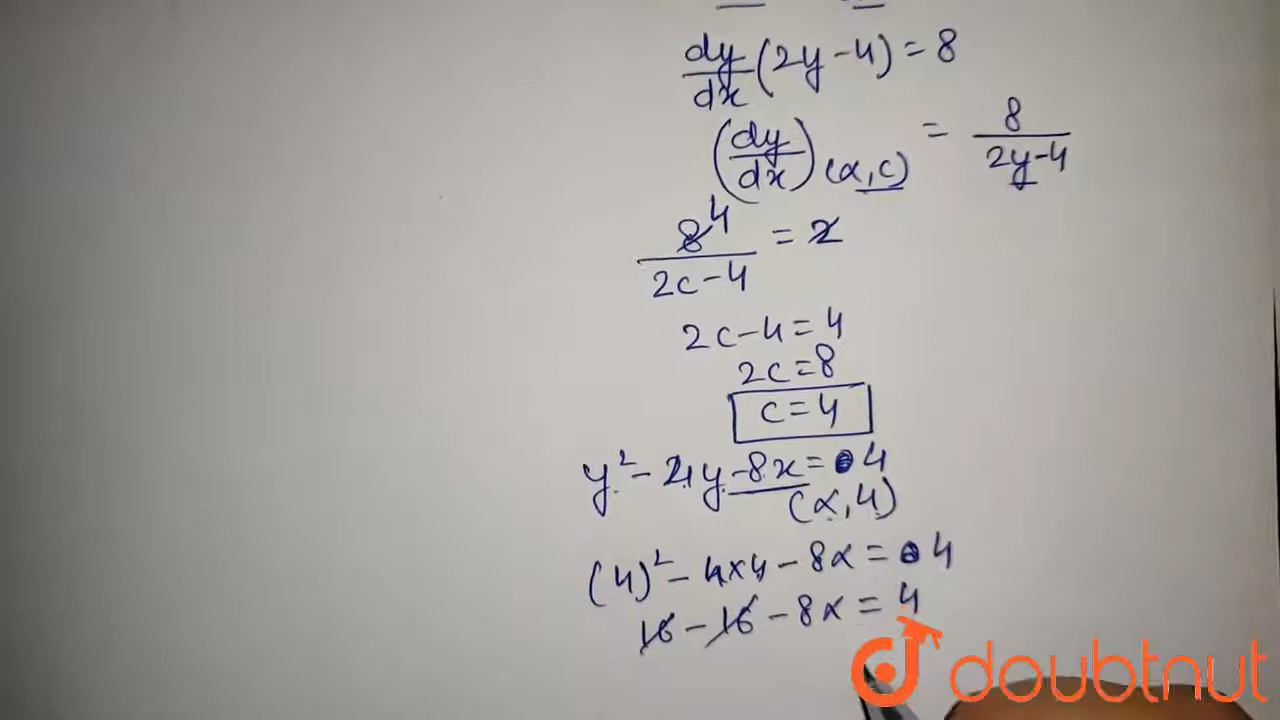 dy/dx (2y-4) = 8
(dy/dx)(α,c) = 8/2y-4
8 4/2c-4 = 2
2c-4=4
2c=8
c=4
y²- 4y-8x= 4
(α,4)
(4)²- 4x4-8α= 4
16-16-8α=4
doubtnut